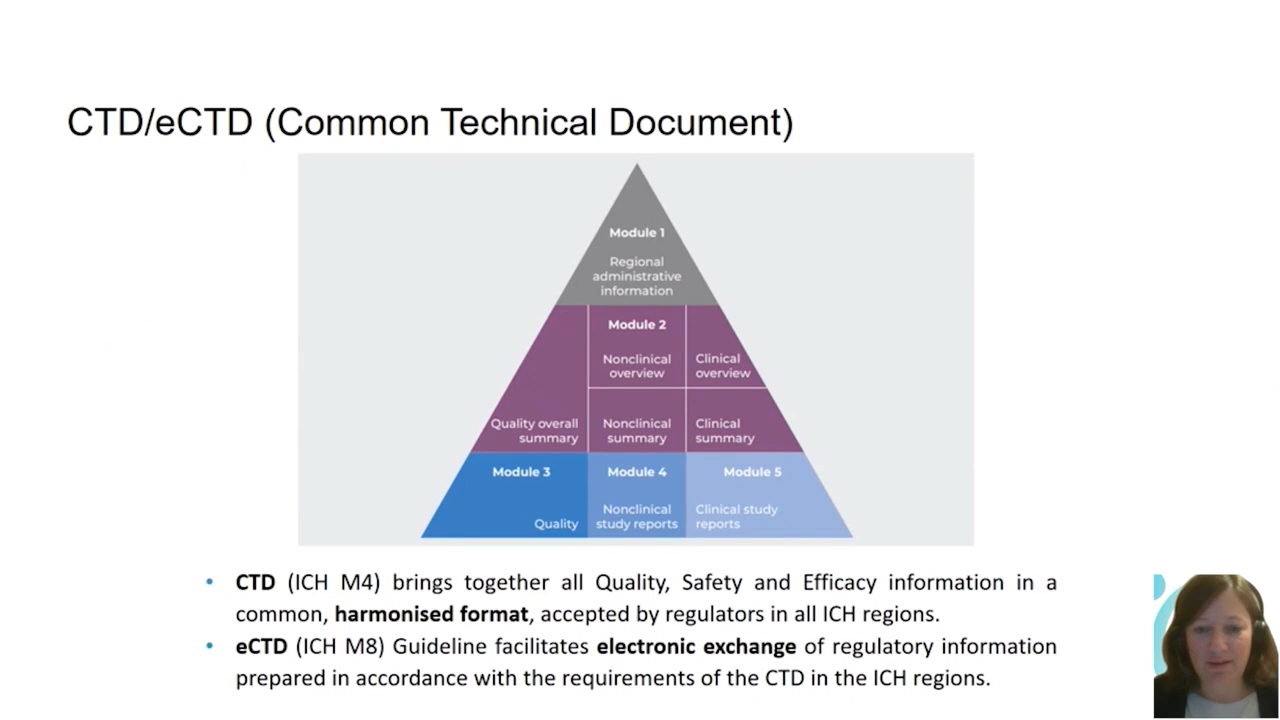 CTD/eCTD (Common Technical Document)
Module 1
Regional
administrative
information
Module 2
Nonclinical
overview
Clinical
overview
Quality overall
summary
Nonclinical
summary
Clinical
summary
Module 3
Module 4
Module 5
Quality
Nonclinical
study reports
Clinical study
reports
• CTD (ICH M4) brings together all Quality, Safety and Efficacy information in a
common, harmonised format, accepted by regulators in all ICH regions.
• eCTD (ICH M8) Guideline facilitates electronic exchange of regulatory information
prepared in accordance with the requirements of the CTD in the ICH regions.